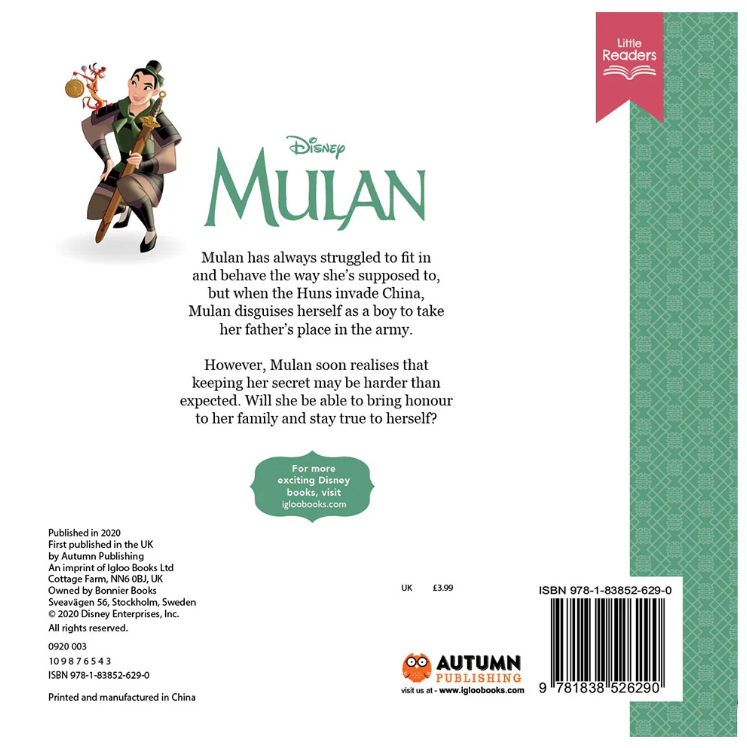 Little
Readers
Disney
MULAN
Mulan has always struggled to fit in
and behave the way she's supposed to,
but when the Huns invade China,
Mulan disguises herself as a boy to take
her father's place in the army.
However, Mulan soon realises that
keeping her secret may be harder than
expected. Will she be able to bring honour
to her family and stay true to herself?
For more
exciting Disney
books, visit
igloobooks.com
Published in 2020
First published in the UK
by Autumn Publishing
An imprint of Igloo Books Ltd
Cottage Farm, NN6 0BJ, UK
Owned by Bonnier Books
Sveavägen 56, Stockholm, Sweden
© 2020 Disney Enterprises, Inc.
All rights reserved.
0920 003
10 9 8 7 6 5 4 3
ISBN 978-1-83852-629-0
Printed and manufactured in China
UK £3.99
AUTUMN
PUBLISHING
visit us at - www.igloobooks.com
ISBN 978-1-83852-629-0
9 781838 526290